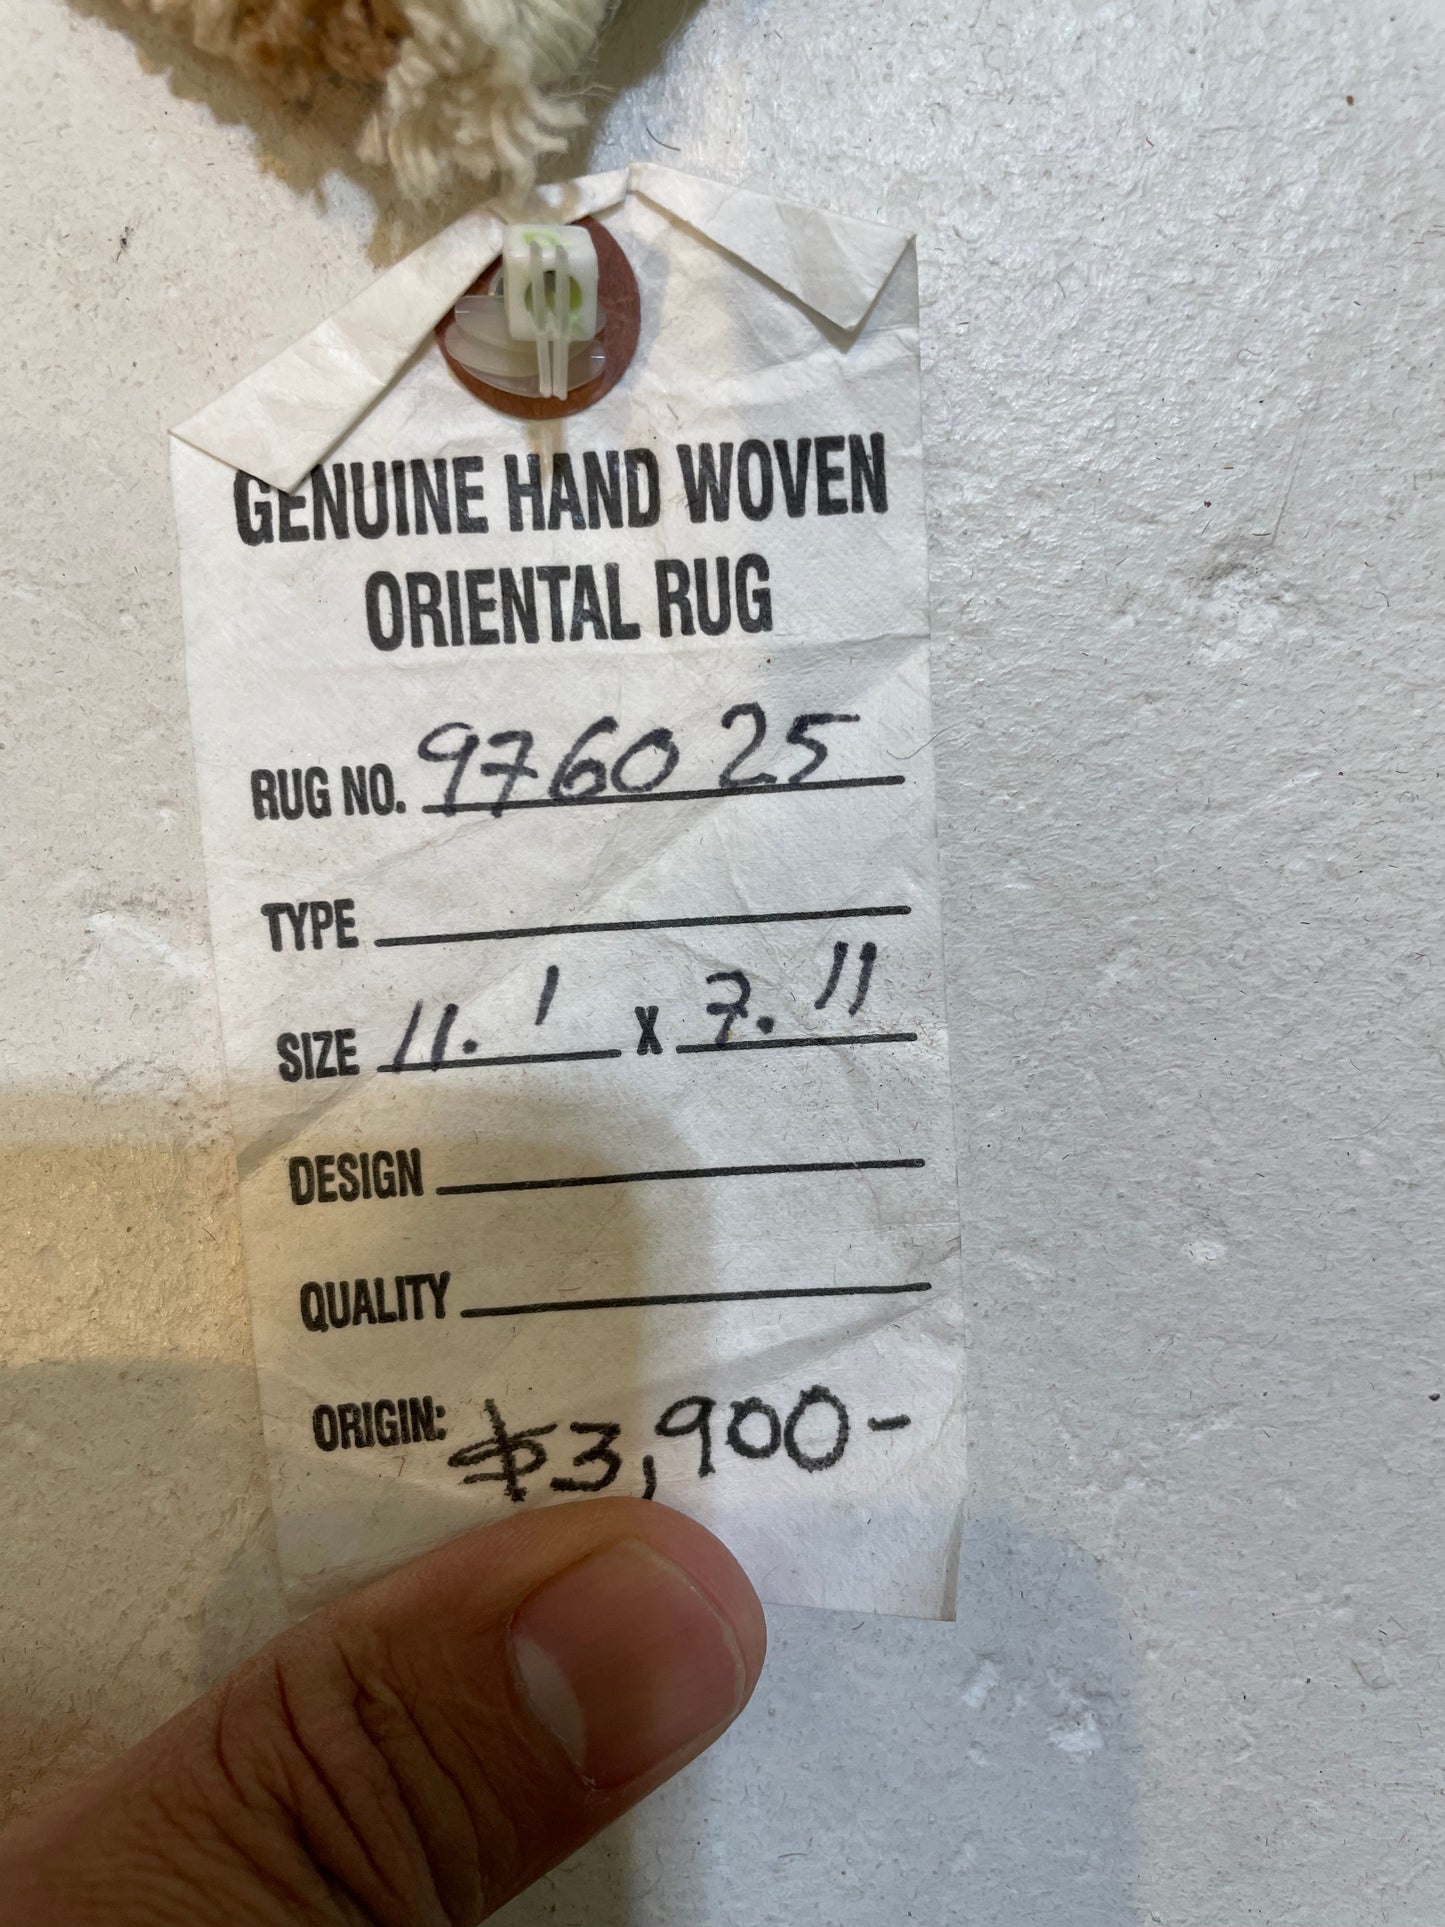 GENUINE HAND WOVEN
ORIENTAL RUG
RUG NO. 976025
TYPE
SIZE 11. 1 X 7. 11
DESIGN
QUALITY
ORIGIN: $3,900-